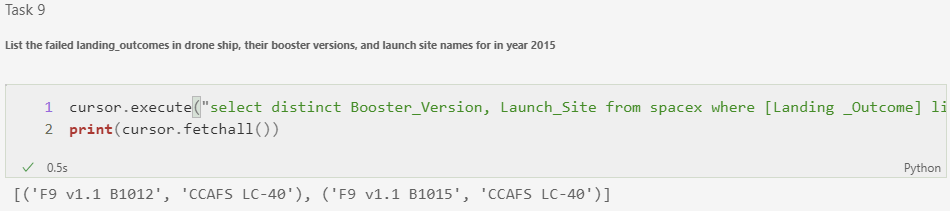 Task 9
List the failed landing_outcomes in drone ship, their booster versions, and launch site names for in year 2015
1 cursor.execute("select distinct Booster_Version, Launch_Site from spacex where [Landing _Outcome] li
2 print(cursor.fetchall())
✓ 0.5s Python
[('F9 v1.1 B1012', 'CCAFS LC-40'), ('F9 v1.1 B1015', 'CCAFS LC-40')]